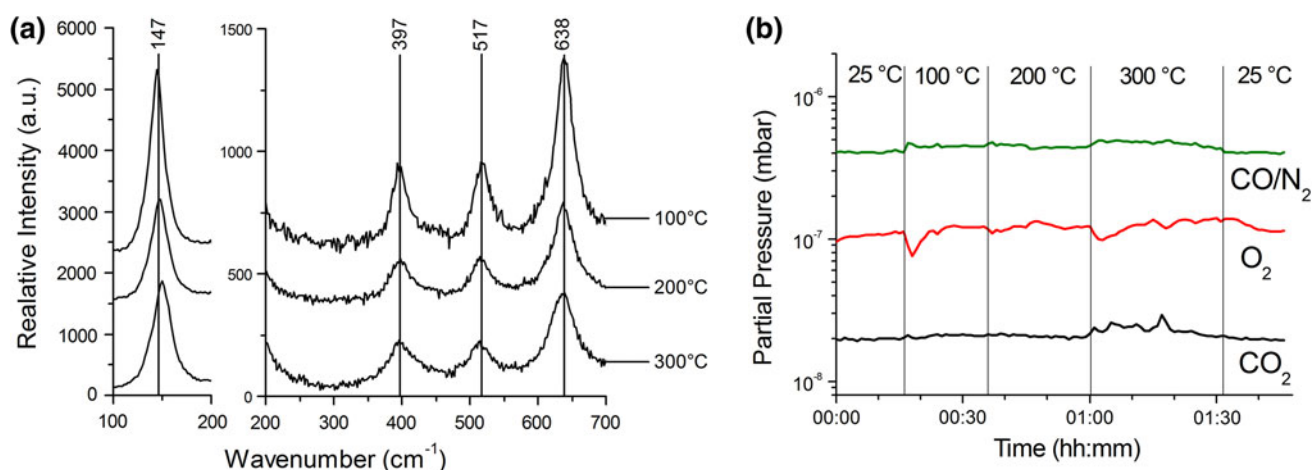 (a)
147
397
517
638
6000
5000
4000
3000
2000
1000
0
1500
1000
500
0
Realative Intensity (a.u.)
100°C
200°C
300°C
100
200
200
300
400
500
600
700
Wavenumber (cm-1)
(b)
25 °C
100 °C
200 °C
300 °C
25 °C
10-6
10-7
10-8
Partial Pressure (mbar)
CO/N2
O2
CO2
00:00
00:30
01:00
01:30
Time (hh:mm)